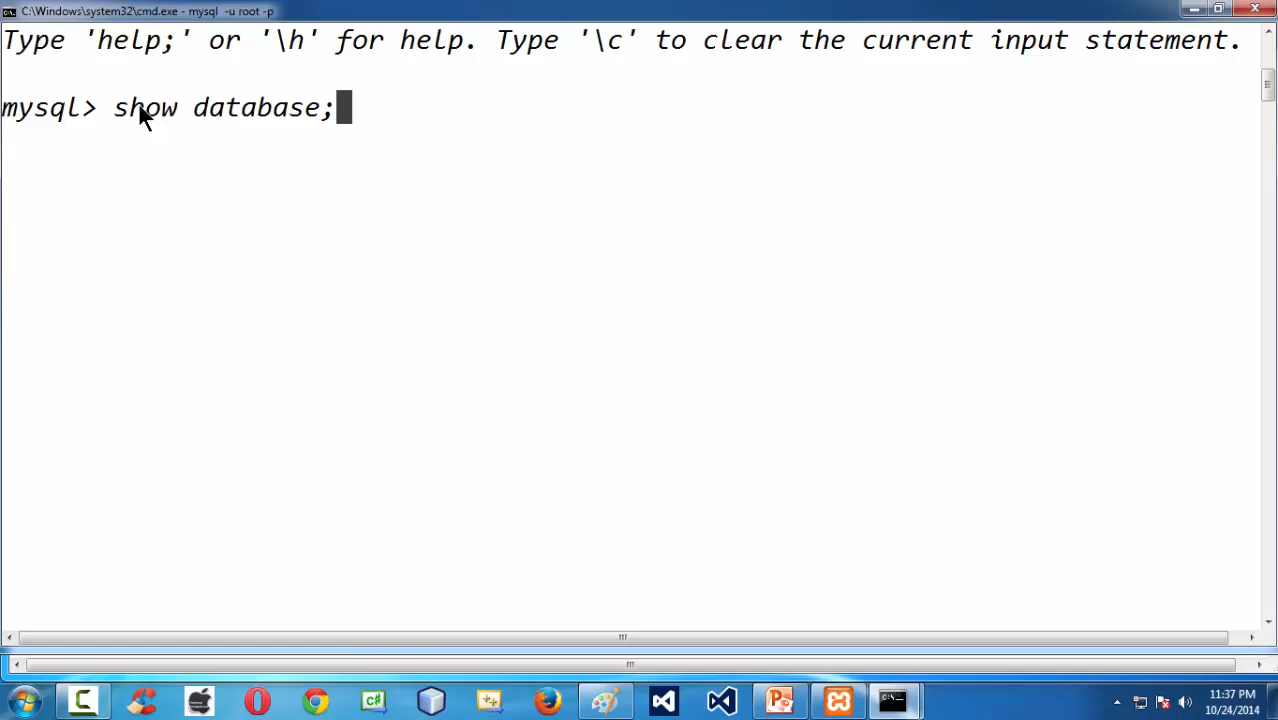 C:\Windows\system32\cmd.exe - mysql -u root -p
Type 'help;' or '\h' for help. Type '\c' to clear the current input statement.
mysql> show database;
11:37 PM
10/24/2014